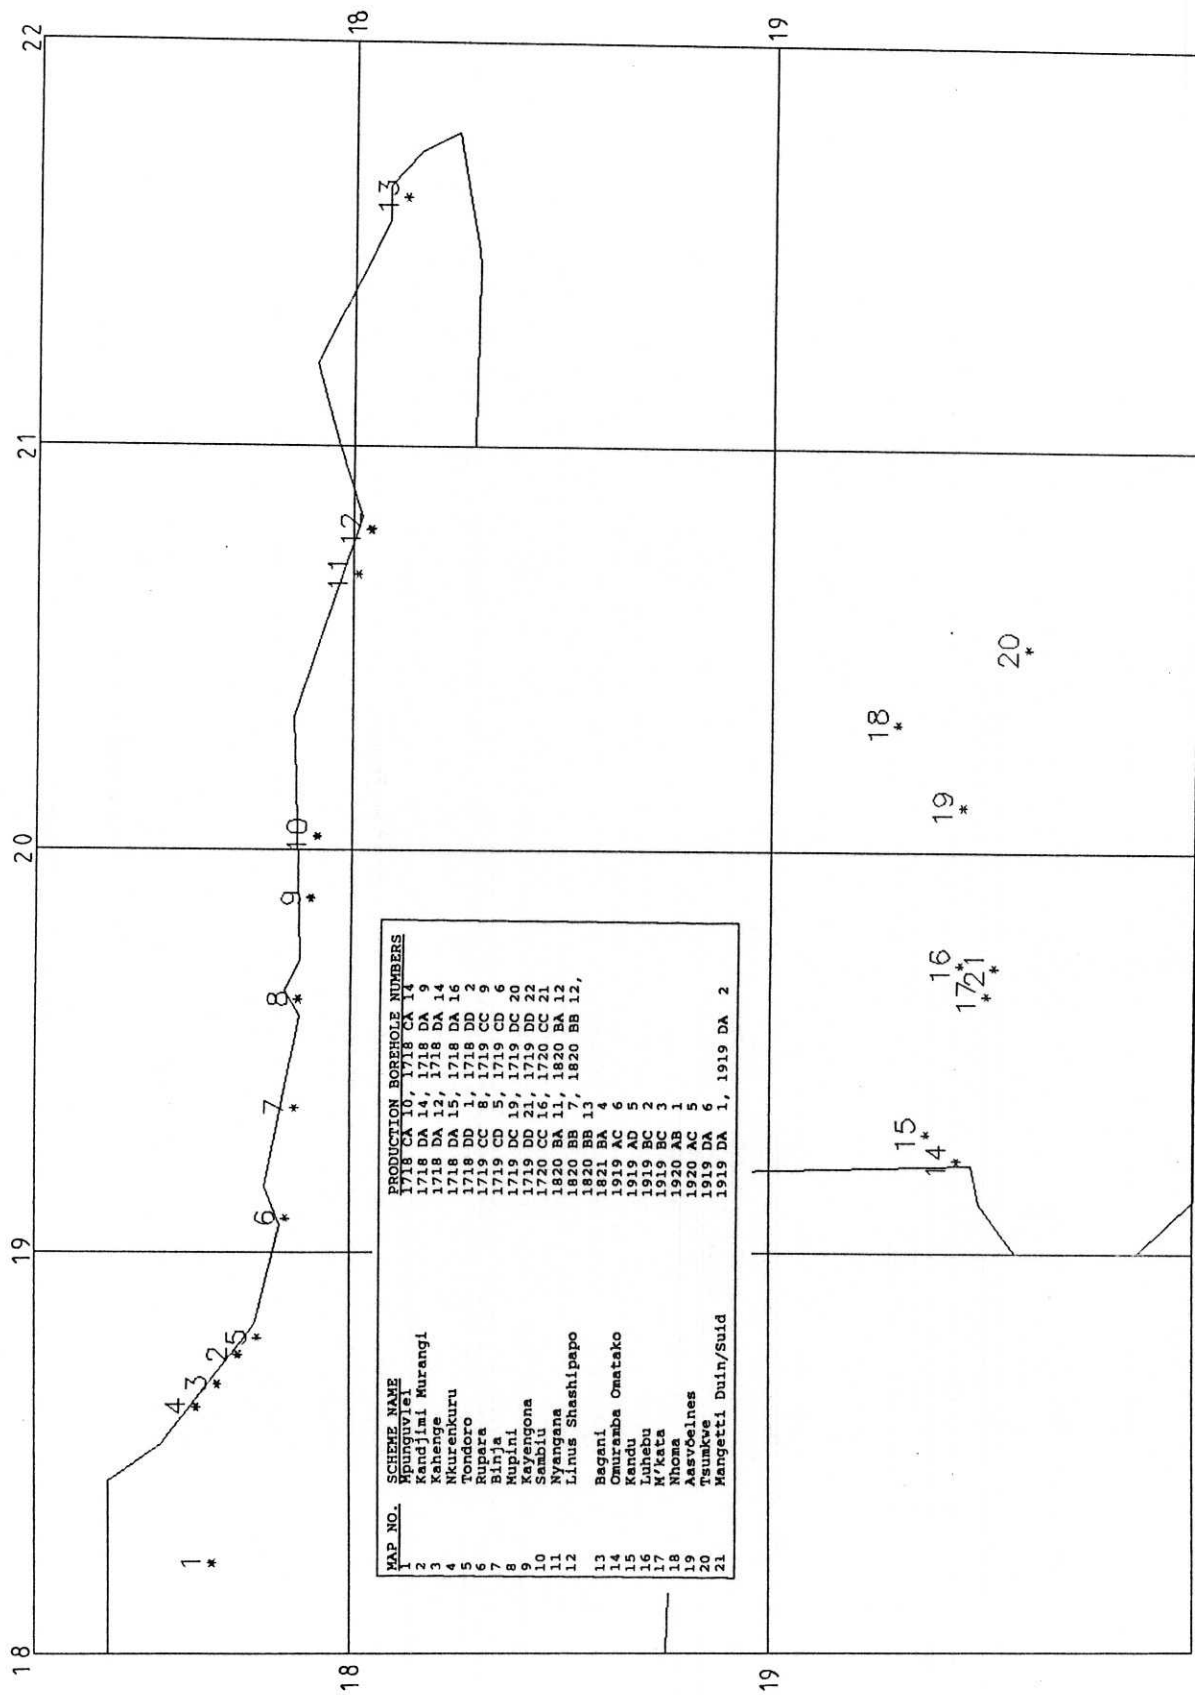 18 19 20 21 22
1
4
3
2
5
6
7
8
9
10
11
12
13
18 18
MAP NO. SCHEME NAME PRODUCTION BOREHOLE NUMBERS
1 Mpunguvlei 1718 CA 10, 1718 CA 14
2 Kandjimi Murangi 1718 DA 14, 1718 DA 9
3 Kahenge 1718 DA 12, 1718 DA 14
4 Nkurenkuru 1718 DA 15, 1718 DA 16
5 Tondoro 1718 DD 1, 1718 DD 2
6 Rupara 1719 CC 8, 1719 CC 9
7 Binja 1719 CD 5, 1719 CD 6
8 Mupini 1719 DC 19, 1719 DC 20
9 Kayengona 1719 DD 21, 1719 DD 22
10 Sambiu 1720 CC 16, 1720 CC 21
11 Nyangana 1820 BA 11, 1820 BA 12
12 Linus Shashipapo 1820 BB 7, 1820 BB 12,
1820 BB 13
13 Bagani 1821 BA 4
14 Omuramba Omatako 1919 AC 6
15 Kandu 1919 AD 5
16 Luhebu 1919 BC 2
17 M'kata 1919 BC 3
18 Nhoma 1920 AB 1
19 Aasvöelnes 1920 AC 5
20 Tsumkwe 1919 DA 6
21 Mangetti Duin/Suid 1919 DA 1, 1919 DA 2
19 19
18
15
14
16
17
21
19
20